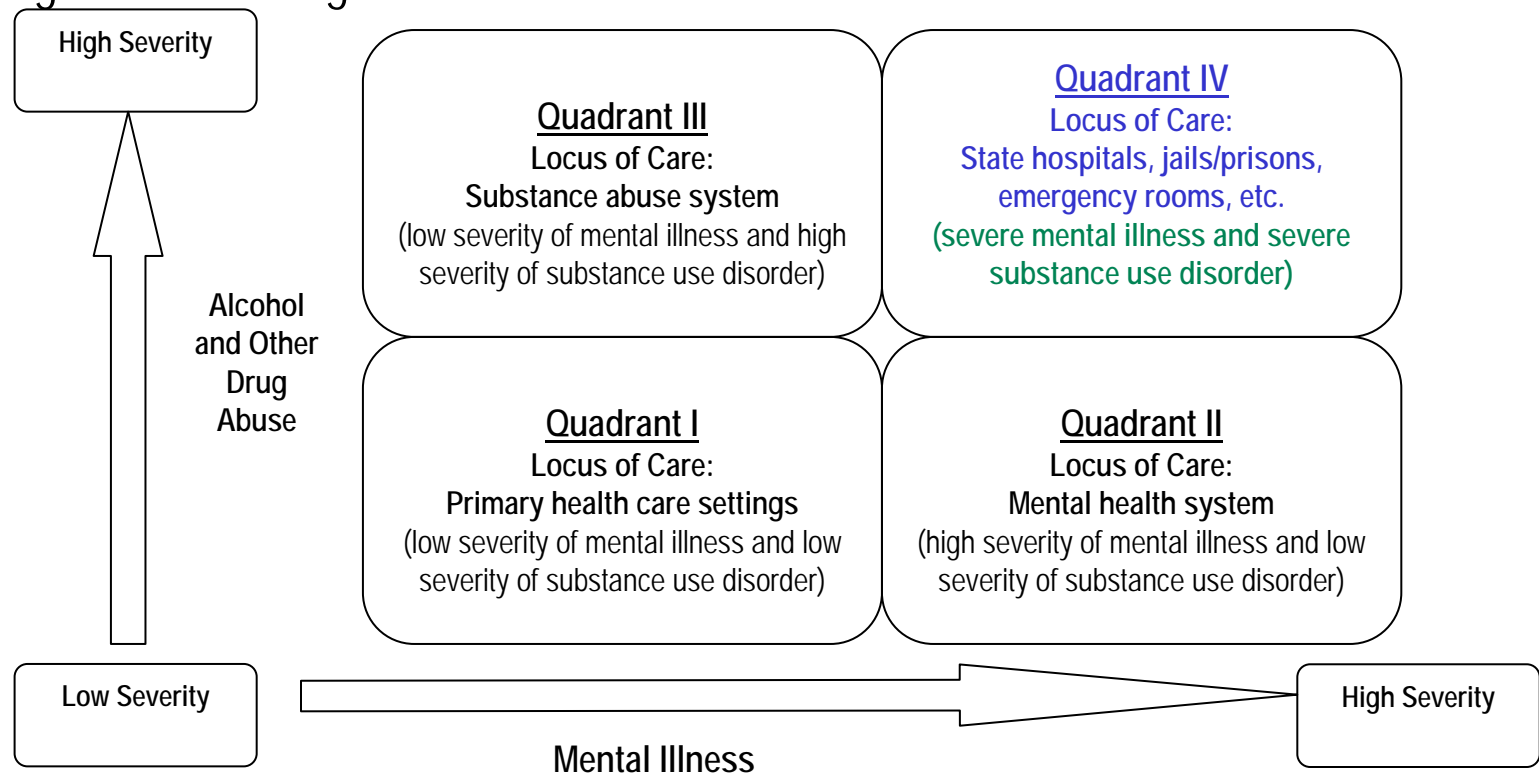 High Severity
Quadrant III
Locus of Care:
Substance abuse system
(low severity of mental illness and high
severity of substance use disorder)
Quadrant IV
Locus of Care:
State hospitals, jails/prisons,
emergency rooms, etc.
(severe mental illness and severe
substance use disorder)
Alcohol
and Other
Drug
Abuse
Quadrant I
Locus of Care:
Primary health care settings
(low severity of mental illness and low
severity of substance use disorder)
Quadrant II
Locus of Care:
Mental health system
(high severity of mental illness and low
severity of substance use disorder)
Low Severity
High Severity
Mental Illness